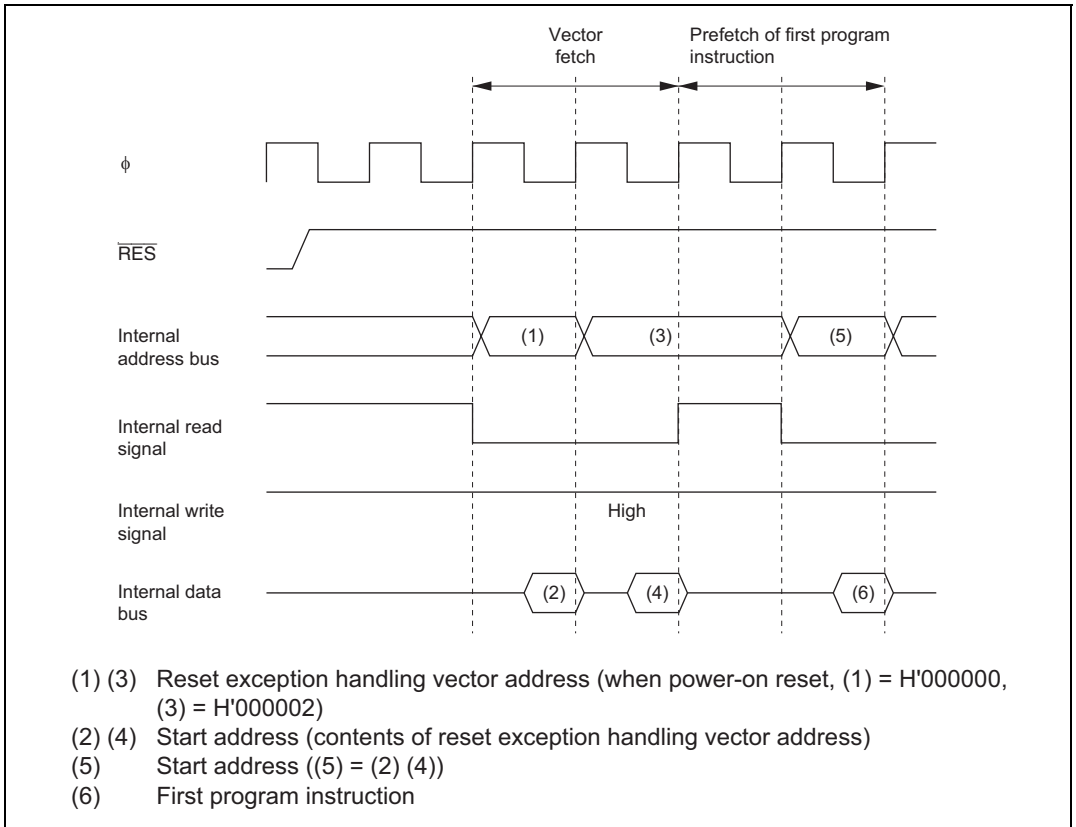 Vector
fetch
Prefetch of first program
instruction
ϕ
RES
Internal
address bus
(1)
(3)
(5)
Internal read
signal
Internal write
signal
High
Internal data
bus
(2)
(4)
(6)
(1) (3) Reset exception handling vector address (when power-on reset, (1) = H'000000,
(3) = H'000002)
(2) (4) Start address (contents of reset exception handling vector address)
(5) Start address ((5) = (2) (4))
(6) First program instruction